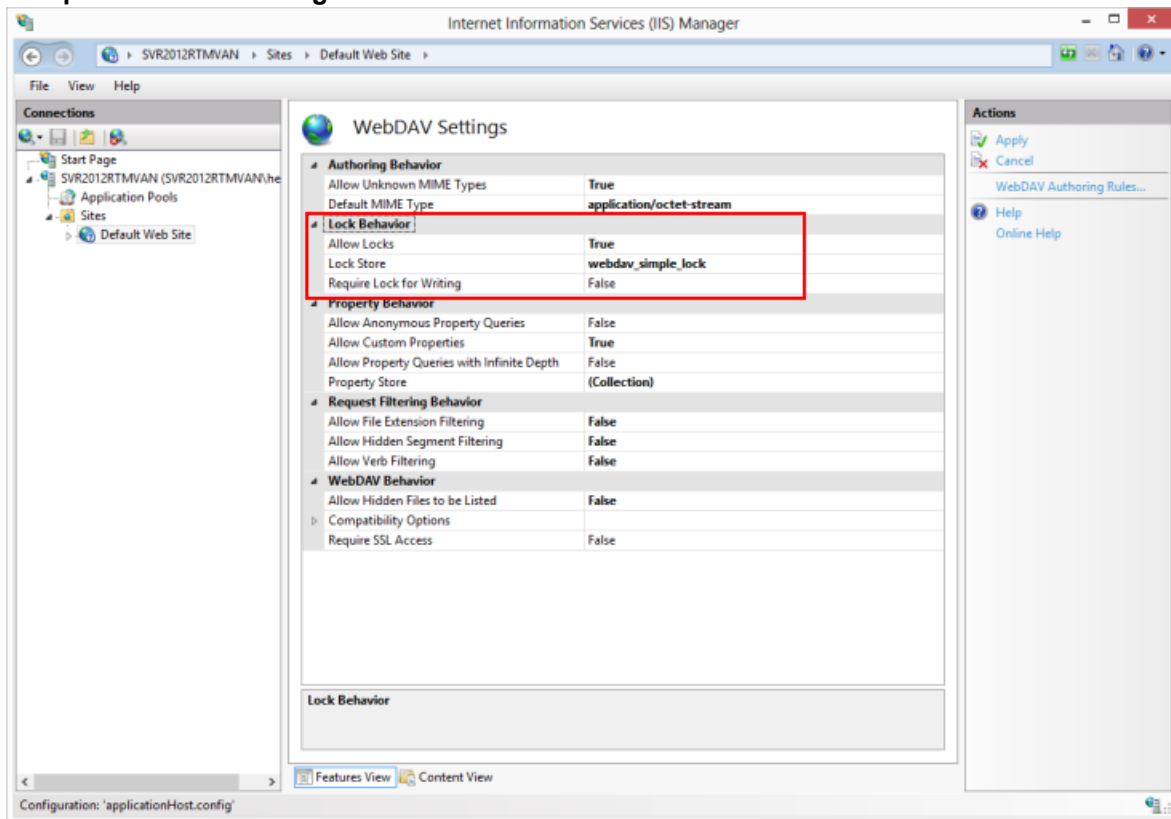 Internet Information Services (IIS) Manager
SVR2012RTMVAN Sites Default Web Site
File View Help
Connections
Start Page
SVR2012RTMVAN (SVR2012RTMVAN\he
Application Pools
Sites
Default Web Site
WebDAV Settings
Authoring Behavior
Allow Unknown MIME Types True
Default MIME Type application/octet-stream
Lock Behavior
Allow Locks True
Lock Store webdav_simple_lock
Require Lock for Writing False
Property Behavior
Allow Anonymous Property Queries False
Allow Custom Properties True
Allow Property Queries with Infinite Depth False
Property Store (Collection)
Request Filtering Behavior
Allow File Extension Filtering False
Allow Hidden Segment Filtering False
Allow Verb Filtering False
WebDAV Behavior
Allow Hidden Files to be Listed False
Compatibility Options
Require SSL Access False
Lock Behavior
Features View Content View
Actions
Apply
Cancel
WebDAV Authoring Rules...
Help
Online Help
Configuration: 'applicationHost.config'